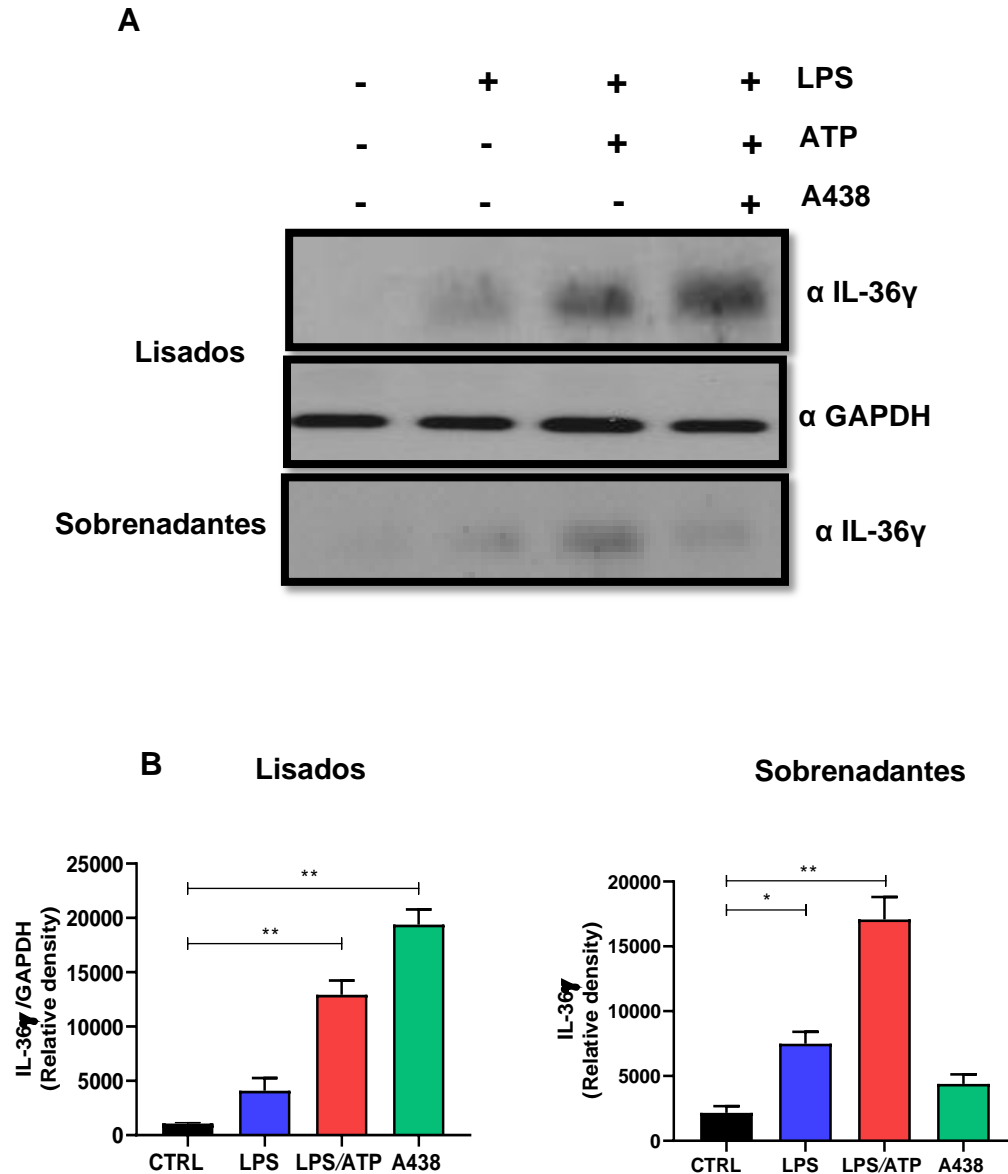 A
- + + + LPS
- - + + ATP
- - - + A438
α IL-36γ
Lisados
α GAPDH
Sobrenadantes
α IL-36γ
B
Lisados
IL-36γ/GAPDH
(Relative density)
25000
20000
15000
10000
5000
0
**
**
CTRL LPS LPS/ATP A438
Sobrenadantes
IL-36γ
(Relative density)
20000
15000
10000
5000
0
**
*
CTRL LPS LPS/ATP A438